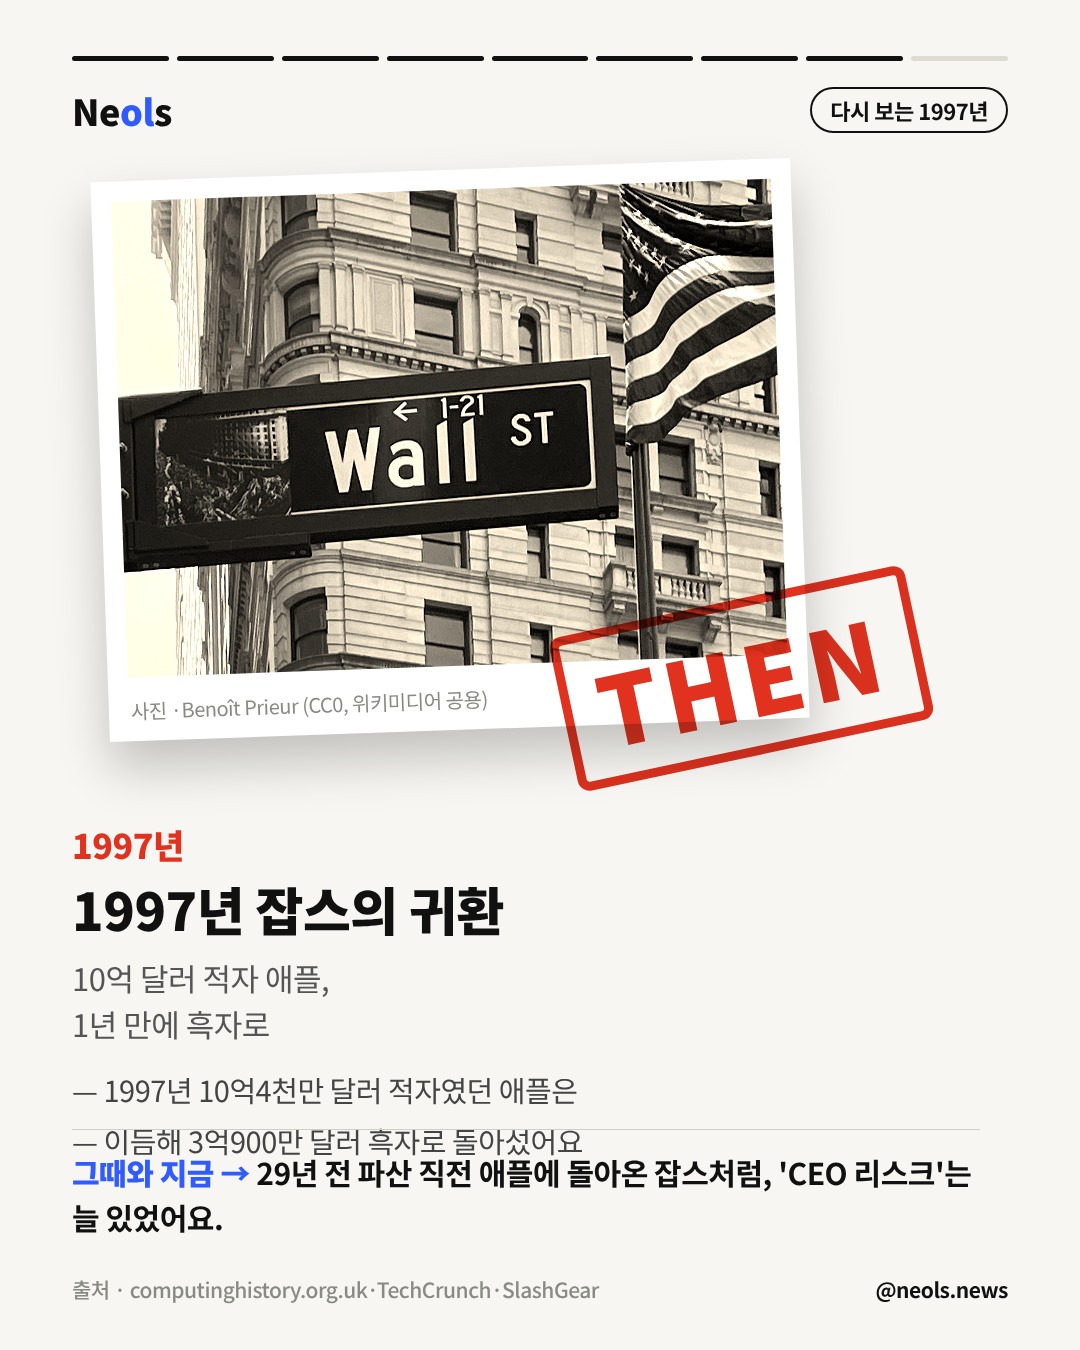 Neols
다시 보는 1997년
← 1-21
Wall ST
사진 · Benoît Prieur (CC0, 위키미디어 공용)
THEN
1997년
1997년 잡스의 귀환
10억 달러 적자 애플,
1년 만에 흑자로
— 1997년 10억4천만 달러 적자였던 애플은
— 이듬해 3억900만 달러 흑자로 돌아섰어요
그때와 지금 → 29년 전 파산 직전 애플에 돌아온 잡스처럼, 'CEO 리스크'는
늘 있었어요.
출처 · computinghistory.org.uk·TechCrunch·SlashGear
@neols.news